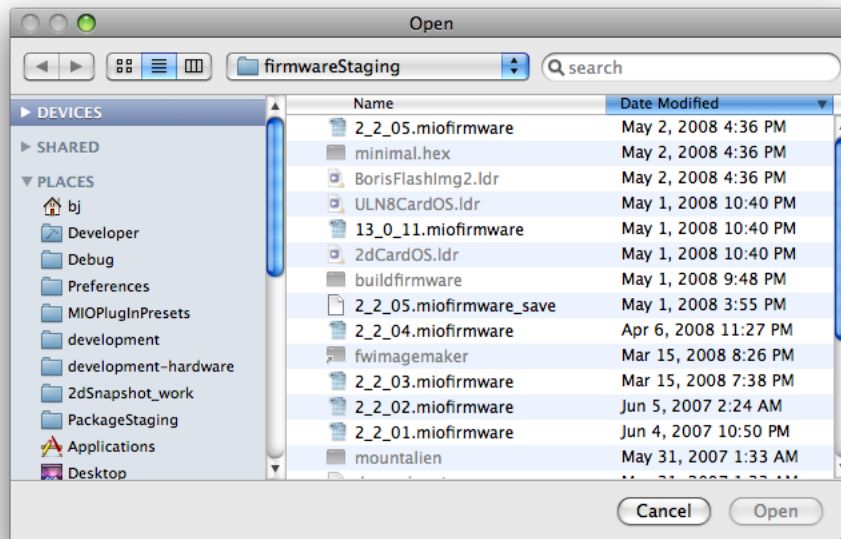 Open
firmwareStaging
search
DEVICES
SHARED
PLACES
bj
Developer
Debug
Preferences
MIOPlugInPresets
development
development-hardware
2dSnapshot_work
PackageStaging
Applications
Desktop
Name Date Modified
2_2_05.miofirmware May 2, 2008 4:36 PM
minimal.hex May 2, 2008 4:36 PM
BorisFlashImg2.ldr May 2, 2008 4:36 PM
ULN8CardOS.ldr May 1, 2008 10:40 PM
13_0_11.miofirmware May 1, 2008 10:40 PM
2dCardOS.ldr May 1, 2008 10:40 PM
buildfirmware May 1, 2008 9:48 PM
2_2_05.miofirmware_save May 1, 2008 3:55 PM
2_2_04.miofirmware Apr 6, 2008 11:27 PM
fwimagemaker Mar 15, 2008 8:26 PM
2_2_03.miofirmware Mar 15, 2008 7:38 PM
2_2_02.miofirmware Jun 5, 2007 2:24 AM
2_2_01.miofirmware Jun 4, 2007 10:50 PM
mountalien May 31, 2007 1:33 AM
Cancel Open